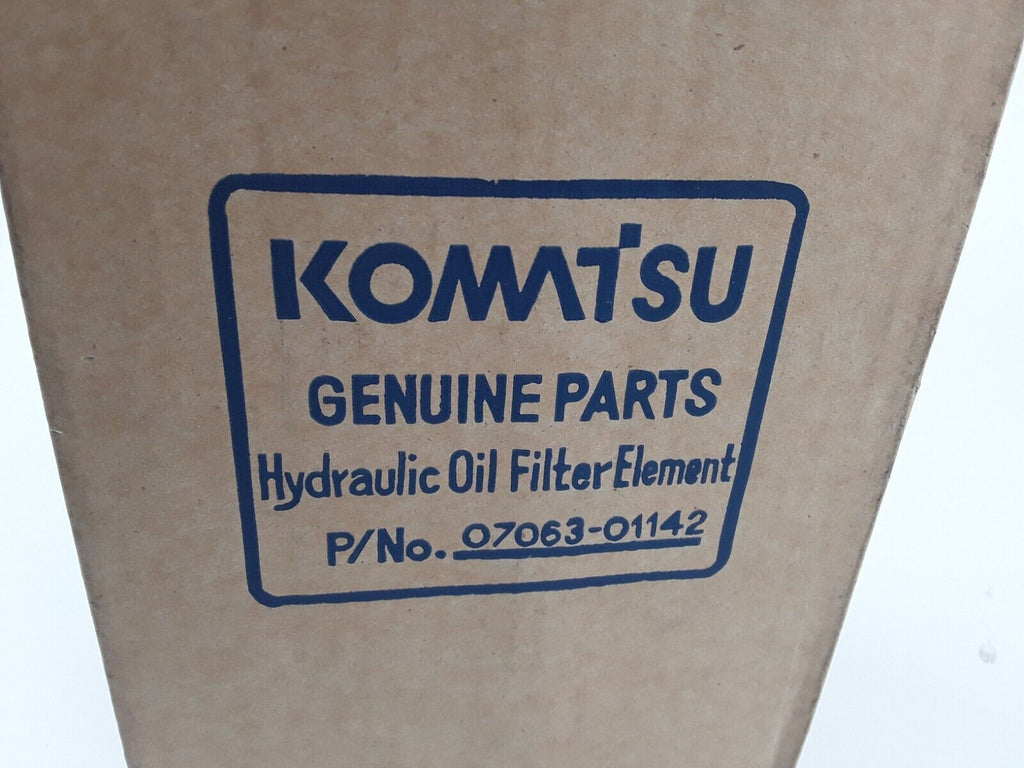 KOMATSU
GENUINE PARTS
Hydraulic Oil Filter Element
P/No. 07063-01142